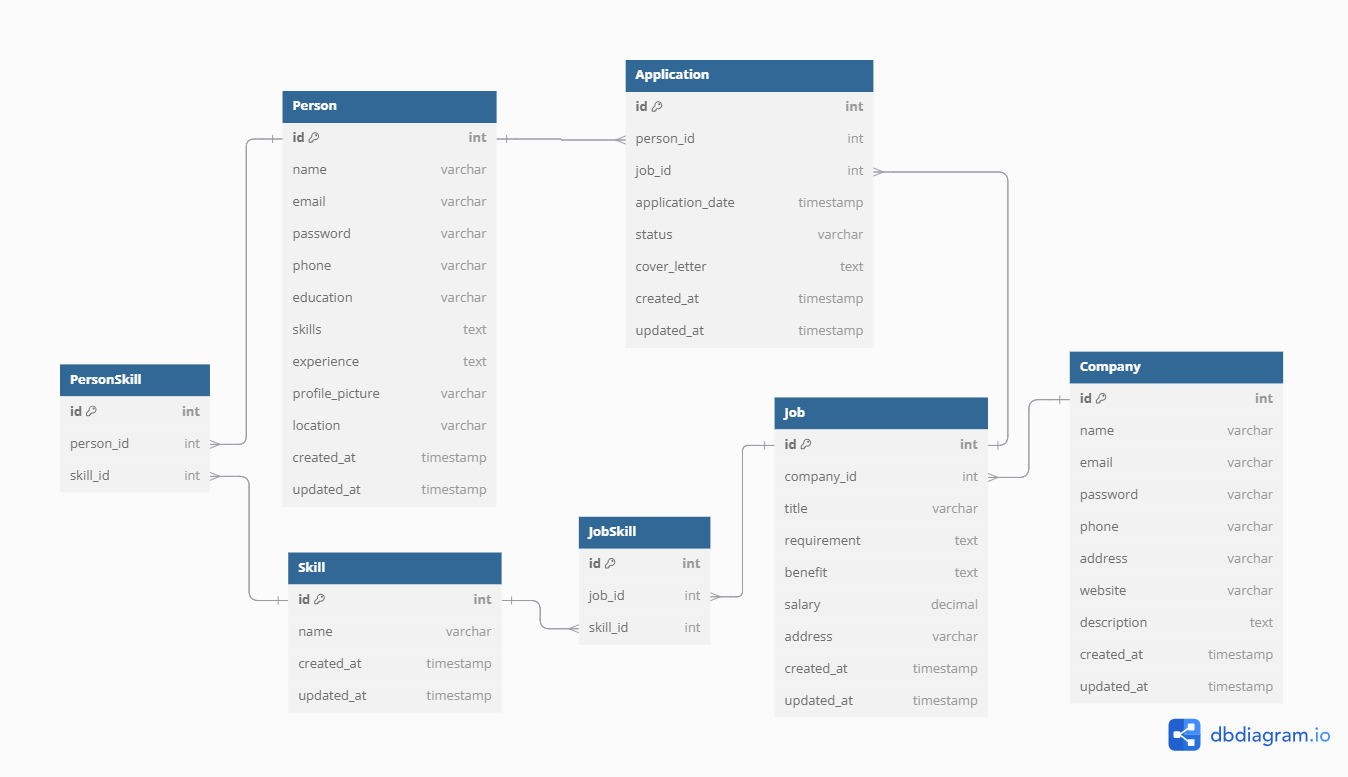 Application
id int
person_id int
job_id int
application_date timestamp
status varchar
cover_letter text
created_at timestamp
updated_at timestamp
Person
id int
name varchar
email varchar
password varchar
phone varchar
education varchar
skills text
experience text
profile_picture varchar
location varchar
created_at timestamp
updated_at timestamp
PersonSkill
id int
person_id int
skill_id int
Company
id int
name varchar
email varchar
password varchar
phone varchar
address varchar
website varchar
description text
created_at timestamp
updated_at timestamp
Job
id int
company_id int
title varchar
requirement text
benefit text
salary decimal
address varchar
created_at timestamp
updated_at timestamp
JobSkill
id int
job_id int
skill_id int
Skill
id int
name varchar
created_at timestamp
updated_at timestamp
dbdiagram.io